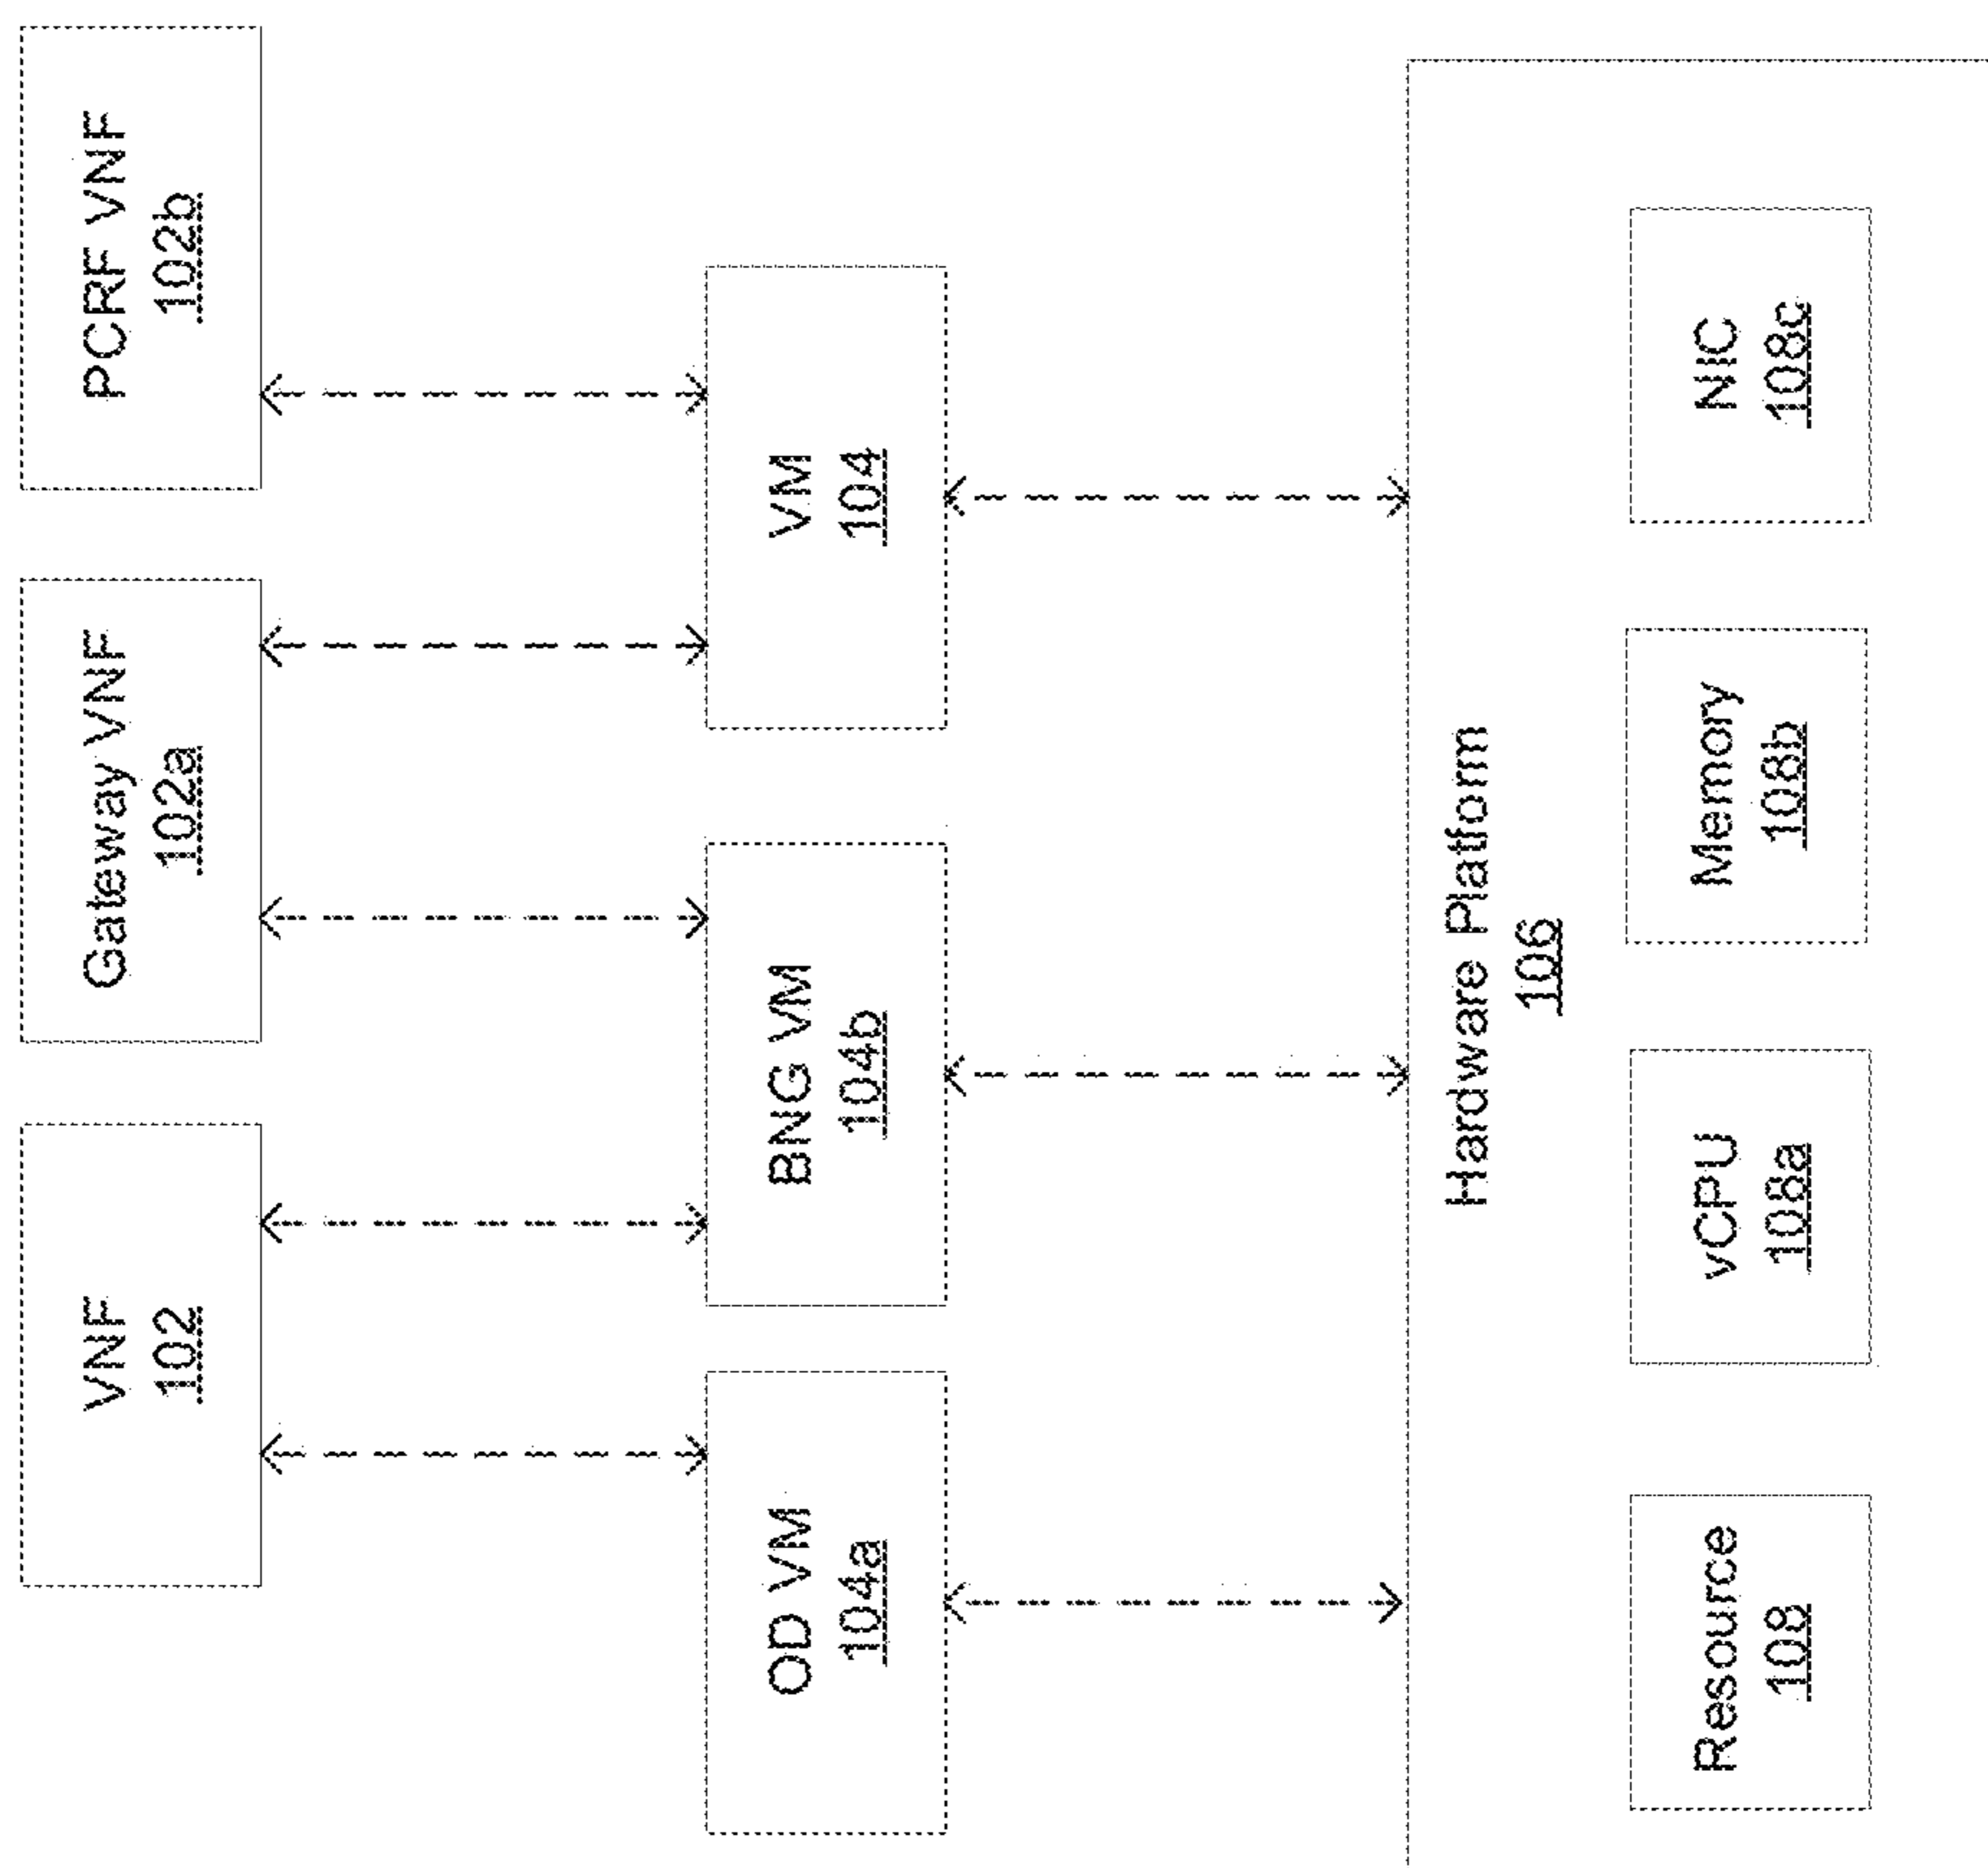 VNF
102
Gateway VNF
102a
PCRF VNF
102b
OD VM
104a
BNG VM
104b
VM
104
Hardware Platform
106
Resource
108
vCPU
108a
Memory
108b
NIC
108c